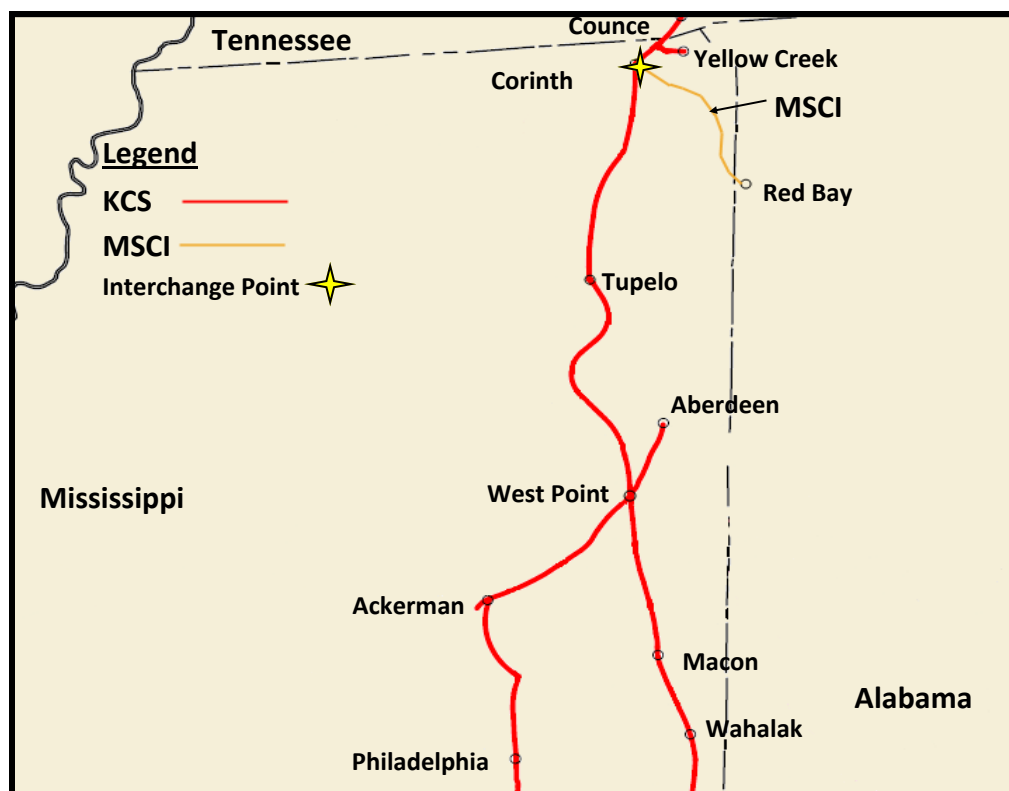 Counce
Tennessee
Yellow Creek
Corinth
MSCI
Legend
Red Bay
KCS
MSCI
Interchange Point
Tupelo
Aberdeen
Mississippi
West Point
Ackerman
Macon
Alabama
Wahalak
Philadelphia